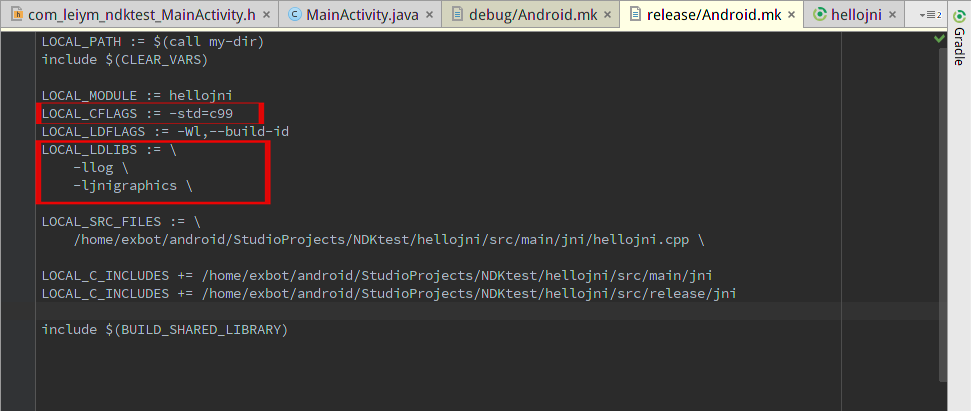 com_leiym_ndktest_MainActivity.h × MainActivity.java × debug/Android.mk × release/Android.mk × hellojni × 2
Gradle
LOCAL_PATH := $(call my-dir)
include $(CLEAR_VARS)
LOCAL_MODULE := hellojni
LOCAL_CFLAGS := -std=c99
LOCAL_LDFLAGS := -Wl,--build-id
LOCAL_LDLIBS := \
-llog \
-ljnigraphics \
LOCAL_SRC_FILES := \
/home/exbot/android/StudioProjects/NDKtest/hellojni/src/main/jni/hellojni.cpp \
LOCAL_C_INCLUDES += /home/exbot/android/StudioProjects/NDKtest/hellojni/src/main/jni
LOCAL_C_INCLUDES += /home/exbot/android/StudioProjects/NDKtest/hellojni/src/release/jni
include $(BUILD_SHARED_LIBRARY)